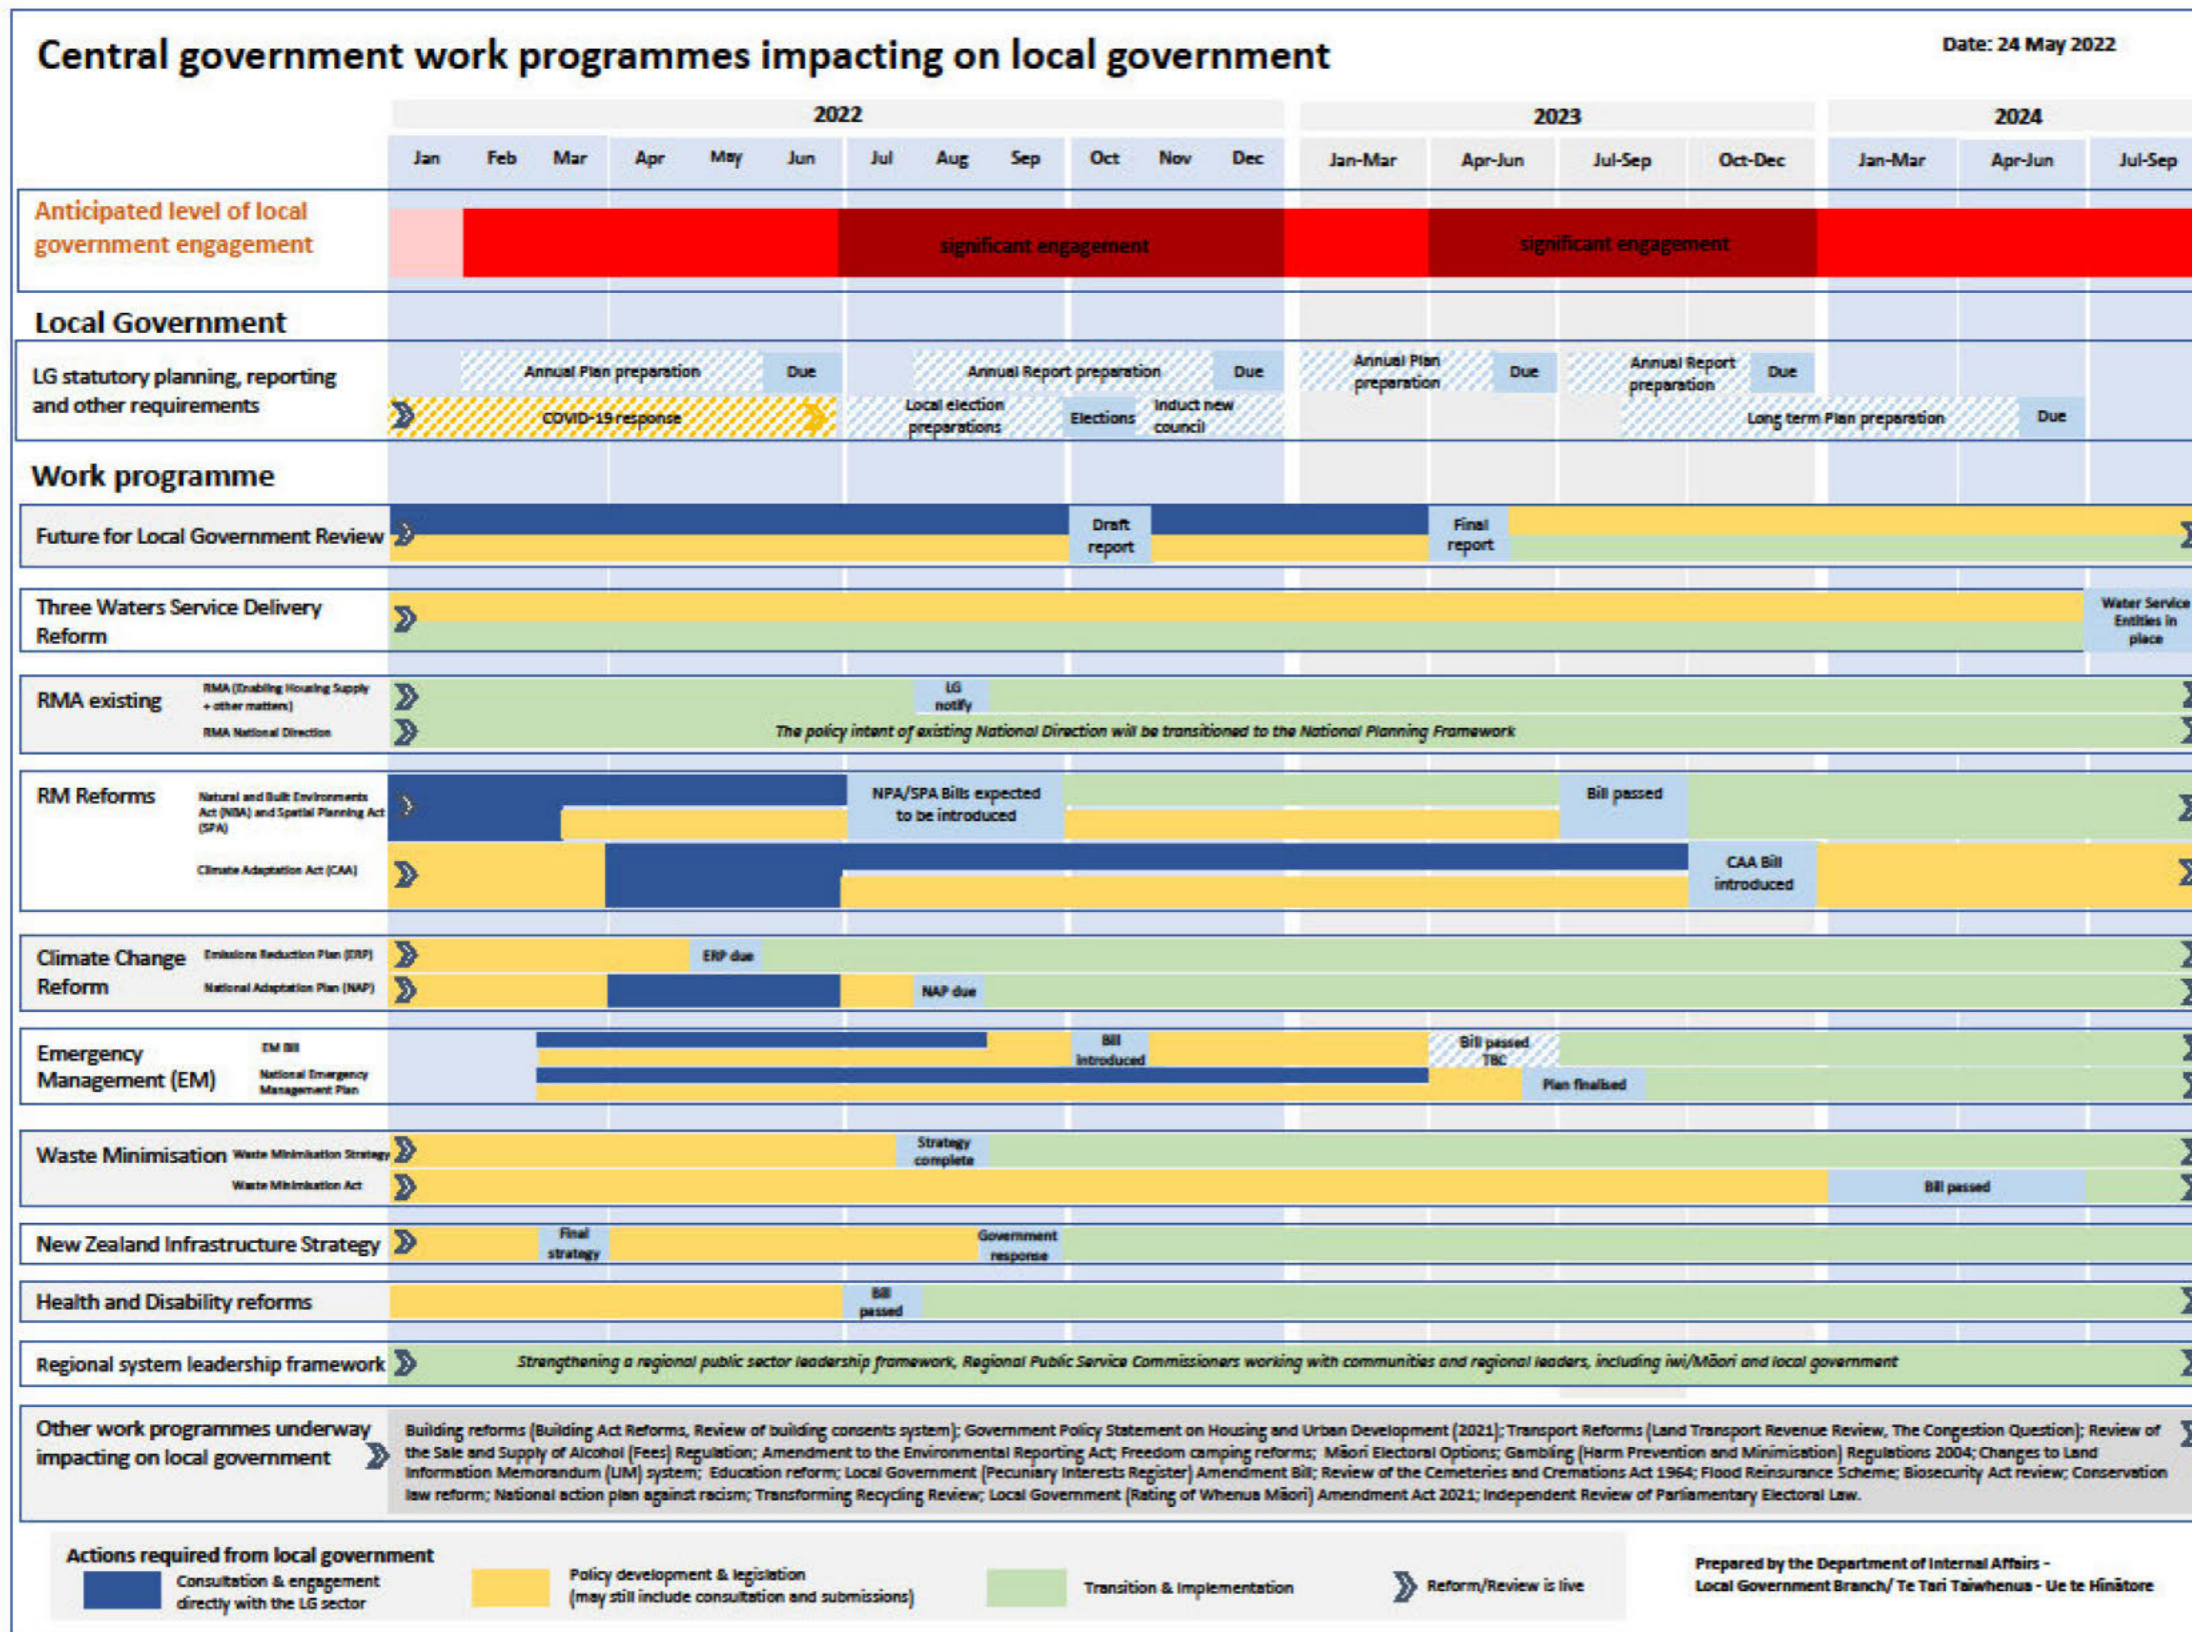 Central government work programmes impacting on local government
Date: 24 May 2022
2022
2023
2024
Jan
Feb
Mar
Apr
May
Jun
Jul
Aug
Sep
Oct
Nov
Dec
Jan-Mar
Apr-Jun
Jul-Sep
Oct-Dec
Jan-Mar
Apr-Jun
Jul-Sep
Anticipated level of local
government engagement
significant engagement
significant engagement
Local Government
LG statutory planning, reporting
and other requirements
Annual Plan preparation
Due
Annual Report preparation
Due
Annual Plan
preparation
Due
Annual Report
preparation
Due
COVID-19 response
Local election
preparations
Elections
Induct new
council
Long term Plan preparation
Due
Work programme
Future for Local Government Review
Draft
report
Final
report
Three Waters Service Delivery
Reform
Water Service
Entities in
place
RMA existing
RMA (Enabling Housing Supply
+ other matters)
LG
notify
RMA National Direction
The policy intent of existing National Direction will be transitioned to the National Planning Framework
RM Reforms
Natural and Built Environments
Act (NBA) and Spatial Planning Act
(SPA)
NPA/SPA Bills expected
to be introduced
Bill passed
Climate Adaptation Act (CAA)
CAA Bill
introduced
Climate Change
Reform
Emissions Reduction Plan (ERP)
ERP due
National Adaptation Plan (NAP)
NAP due
Emergency
Management (EM)
EM Bill
Bill
introduced
Bill passed
TBC
National Emergency
Management Plan
Plan finalised
Waste Minimisation
Waste Minimisation Strategy
Strategy
complete
Waste Minimisation Act
Bill passed
New Zealand Infrastructure Strategy
Final
strategy
Government
response
Health and Disability reforms
Bill
passed
Regional system leadership framework
Strengthening a regional public sector leadership framework, Regional Public Service Commissioners working with communities and regional leaders, including iwi/Māori and local government
Other work programmes underway
impacting on local government
Building reforms (Building Act Reforms, Review of building consents system); Government Policy Statement on Housing and Urban Development (2021); Transport Reforms (Land Transport Revenue Review, The Congestion Question); Review of
the Sale and Supply of Alcohol (Fees) Regulation; Amendment to the Environmental Reporting Act; Freedom camping reforms; Māori Electoral Options; Gambling (Harm Prevention and Minimisation) Regulations 2004; Changes to Land
Information Memorandum (LIM) system; Education reform; Local Government (Pecuniary Interests Register) Amendment Bill; Review of the Cemeteries and Cremations Act 1964; Flood Reinsurance Scheme; Biosecurity Act review; Conservation
law reform; National action plan against racism; Transforming Recycling Review; Local Government (Rating of Whenua Māori) Amendment Act 2021; Independent Review of Parliamentary Electoral Law.
Actions required from local government
Consultation & engagement
directly with the LG sector
Policy development & legislation
(may still include consultation and submissions)
Transition & Implementation
Reform/Review is live
Prepared by the Department of Internal Affairs -
Local Government Branch/ Te Tari Taiwhenua - Ue te Hīnātore